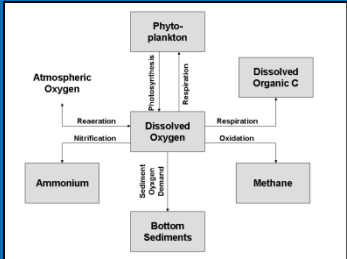 Phyto-
plankton
Atmospheric
Oxygen
Photosynthesis
Respiration
Dissolved
Organic C
Reaeration
Dissolved
Oxygen
Respiration
Nitrification
Oxidation
Ammonium
Sediment
Oyxgen
Demand
Methane
Bottom
Sediments